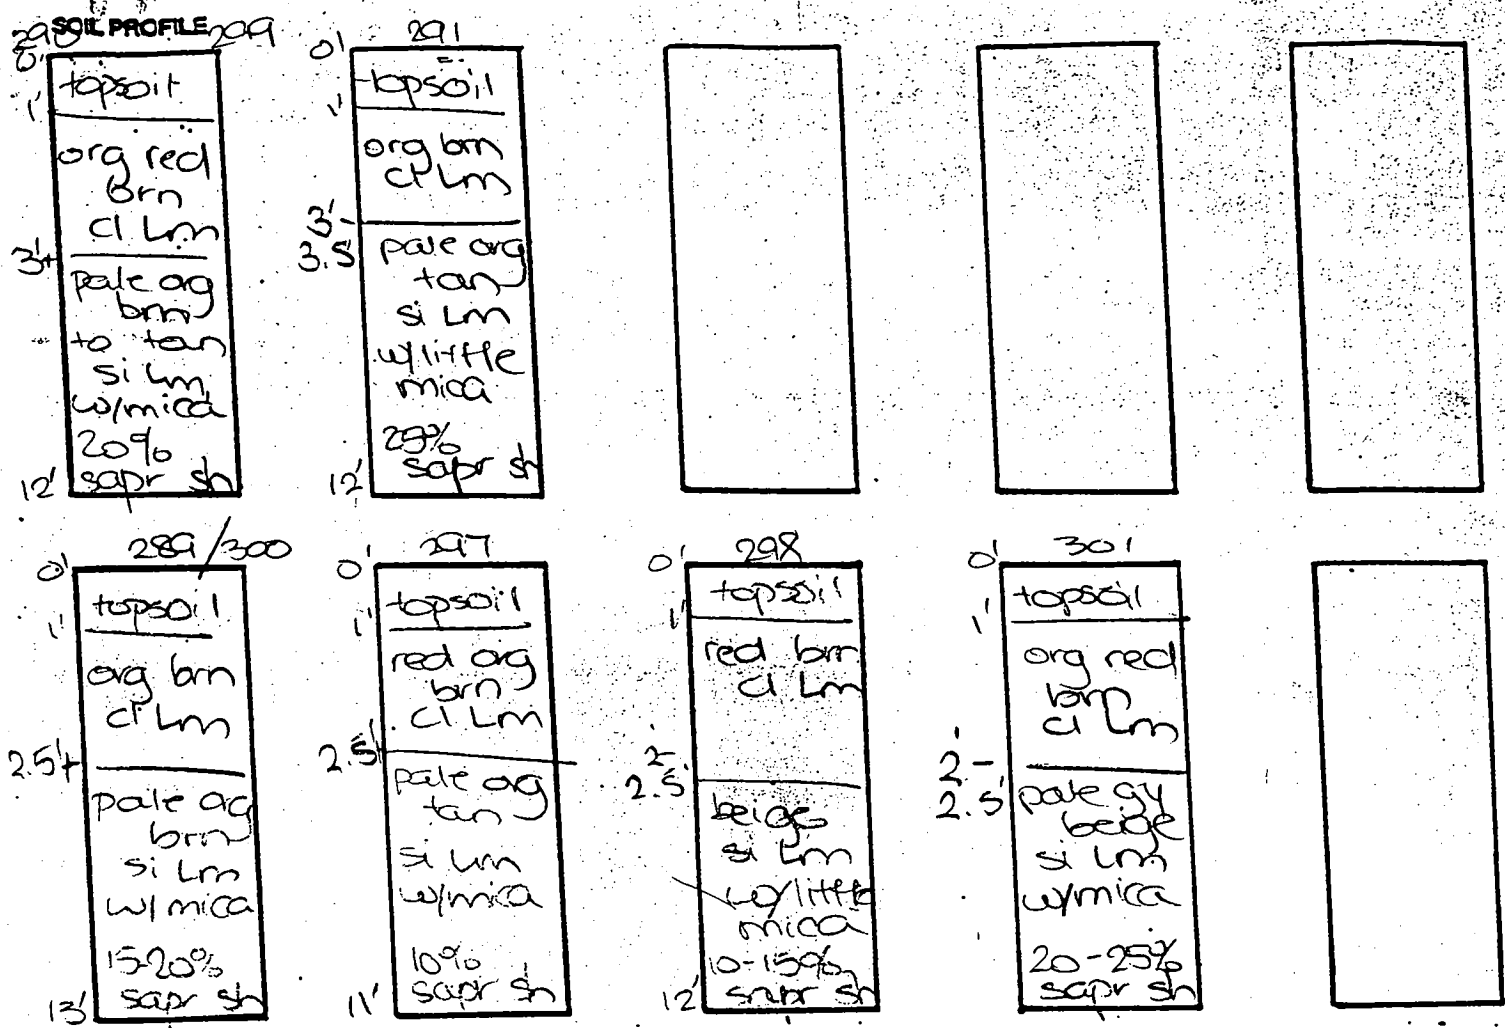 SOIL PROFILE
299
0'
topsoil
1'
org red
brn
cl Lm
3'+
pale org
brn
to tan
si Lm
w/mica
20%
sapr sh
12'
291
0'
topsoil
1'
org brn
cl Lm
3'-
3.5'
pale org
tan
si Lm
w/little
mica
25%
sapr sh
12'
289/300
0'
topsoil
1'
org brn
cl Lm
2.5'+
pale org
brn
si Lm
w/mica
15-20%
sapr sh
13'
297
0'
topsoil
1'
red org
brn
cl Lm
2.5'
pale org
tan
si Lm
w/mica
10%
sapr sh
11'
298
0'
topsoil
1'
red brn
cl Lm
2-
2.5'
beige
si Lm
w/little
mica
10-15%
sapr sh
12'
301
0'
topsoil
1'
org red
brn
cl Lm
2'-
2.5'
pale gy
beige
si Lm
w/mica
20-25%
sapr sh